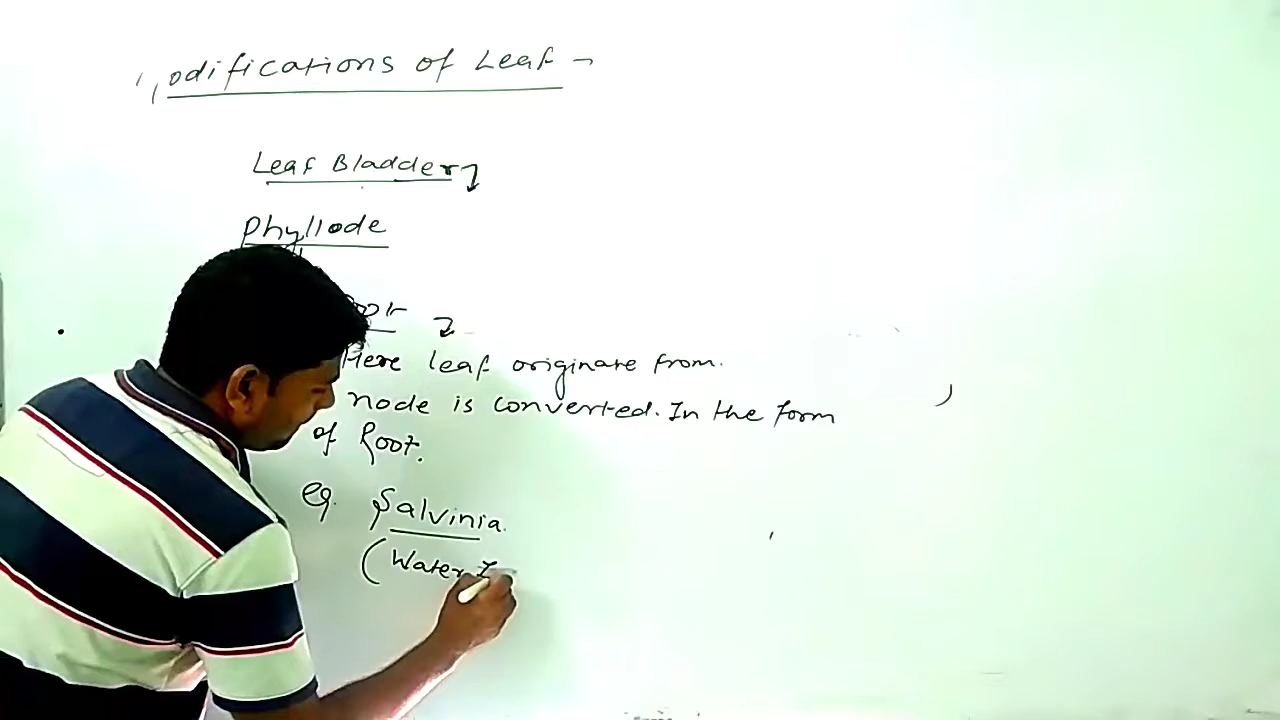 odifications of Leaf -
Leaf Bladder
Phyllode
Here leaf originate from.
node is converted. In the form
of Root.
eg. Salvinia.
(Water